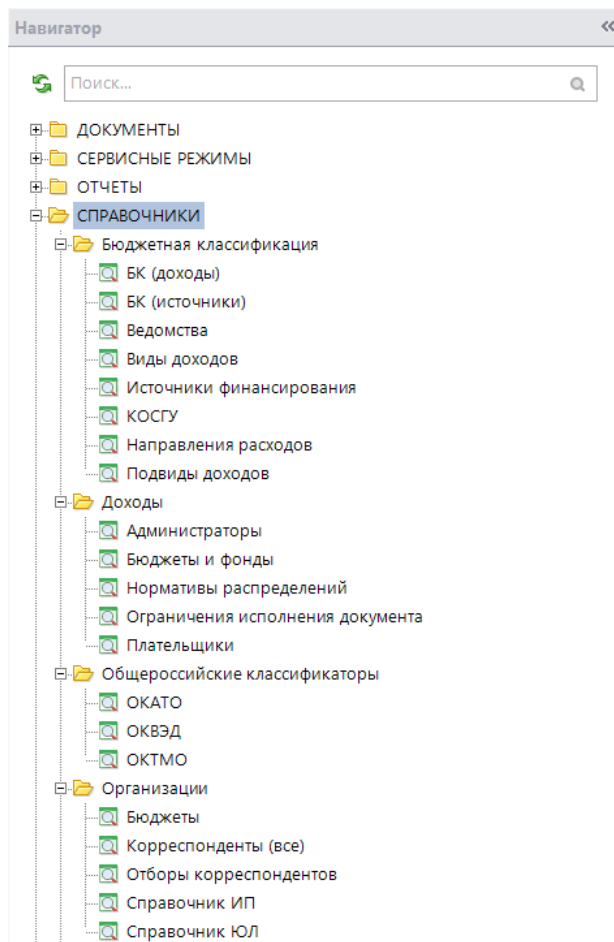 Навигатор
Поиск...
ДОКУМЕНТЫ
СЕРВИСНЫЕ РЕЖИМЫ
ОТЧЕТЫ
СПРАВОЧНИКИ
Бюджетная классификация
БК (доходы)
БК (источники)
Ведомства
Виды доходов
Источники финансирования
КОСГУ
Направления расходов
Подвиды доходов
Доходы
Администраторы
Бюджеты и фонды
Нормативы распределений
Ограничения исполнения документа
Плательщики
Общероссийские классификаторы
ОКАТО
ОКВЭД
ОКТМО
Организации
Бюджеты
Корреспонденты (все)
Отборы корреспондентов
Справочник ИП
Справочник ЮЛ